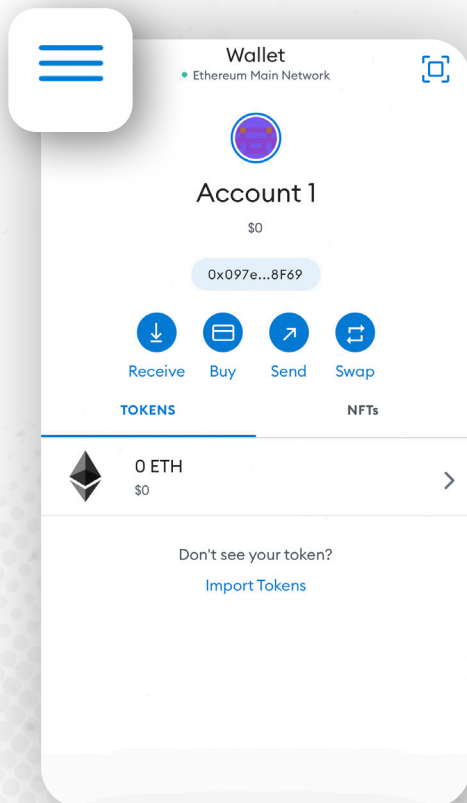 Wallet
Ethereum Main Network
Account 1
$0
0x097e...8F69
Receive Buy Send Swap
TOKENS NFTs
0 ETH
$0
Don't see your token?
Import Tokens